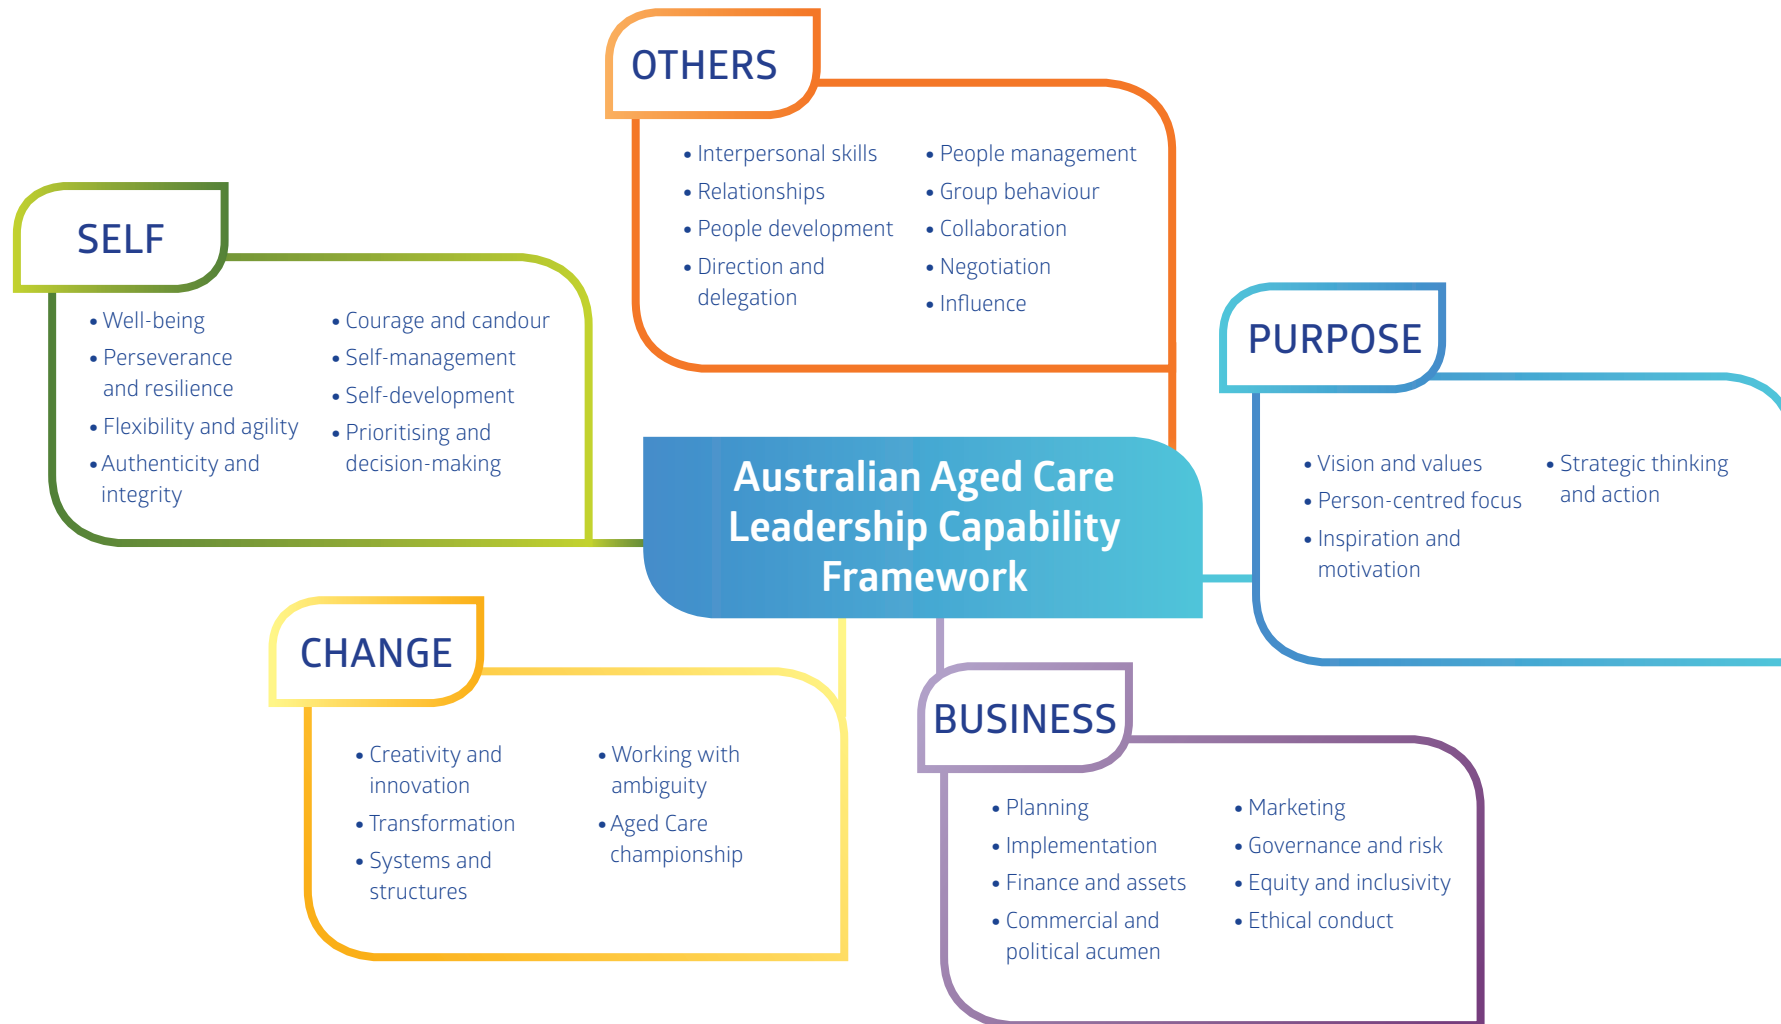 OTHERS
• Interpersonal skills
• Relationships
• People development
• Direction and
delegation
• People management
• Group behaviour
• Collaboration
• Negotiation
• Influence
SELF
• Well-being
• Perseverance
and resilience
• Flexibility and agility
• Authenticity and
integrity
• Courage and candour
• Self-management
• Self-development
• Prioritising and
decision-making
PURPOSE
• Vision and values
• Person-centred focus
• Inspiration and
motivation
• Strategic thinking
and action
Australian Aged Care
Leadership Capability
Framework
CHANGE
• Creativity and
innovation
• Transformation
• Systems and
structures
• Working with
ambiguity
• Aged Care
championship
BUSINESS
• Planning
• Implementation
• Finance and assets
• Commercial and
political acumen
• Marketing
• Governance and risk
• Equity and inclusivity
• Ethical conduct